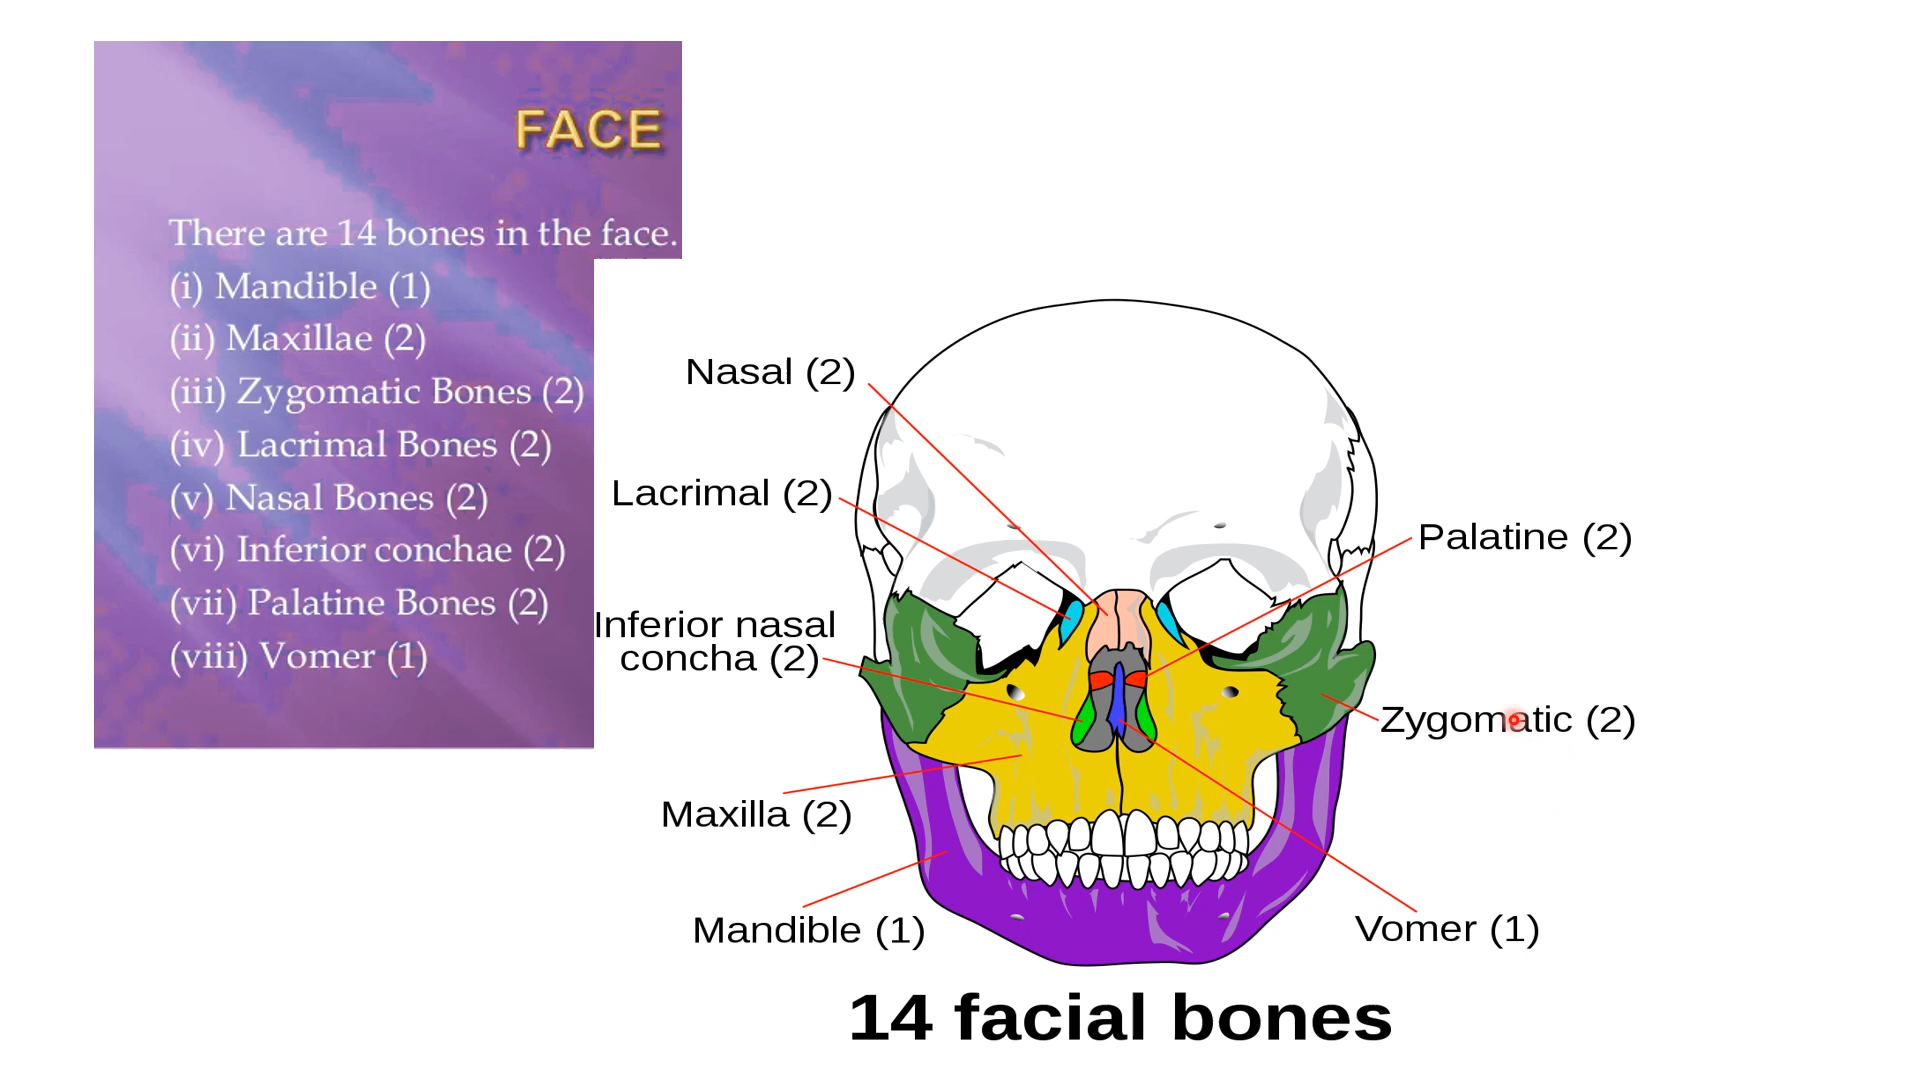 FACE
There are 14 bones in the face.
(i) Mandible (1)
(ii) Maxillae (2)
(iii) Zygomatic Bones (2)
(iv) Lacrimal Bones (2)
(v) Nasal Bones (2)
(vi) Inferior conchae (2)
(vii) Palatine Bones (2)
(viii) Vomer (1)
Nasal (2)
Lacrimal (2)
Inferior nasal
concha (2)
Maxilla (2)
Mandible (1)
Palatine (2)
Zygomatic (2)
Vomer (1)
14 facial bones